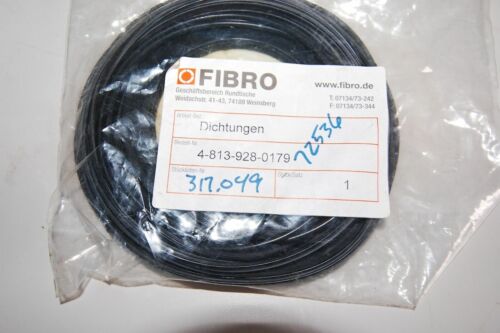 FIBRO
Geschäftsbereich Rundtische
Weidachstr. 41-43, 74189 Weinsberg
www.fibro.de
T: 07134/73-242
F: 07134/73-344
Dichtungen
4-813-928-0179
72536
317.049
1